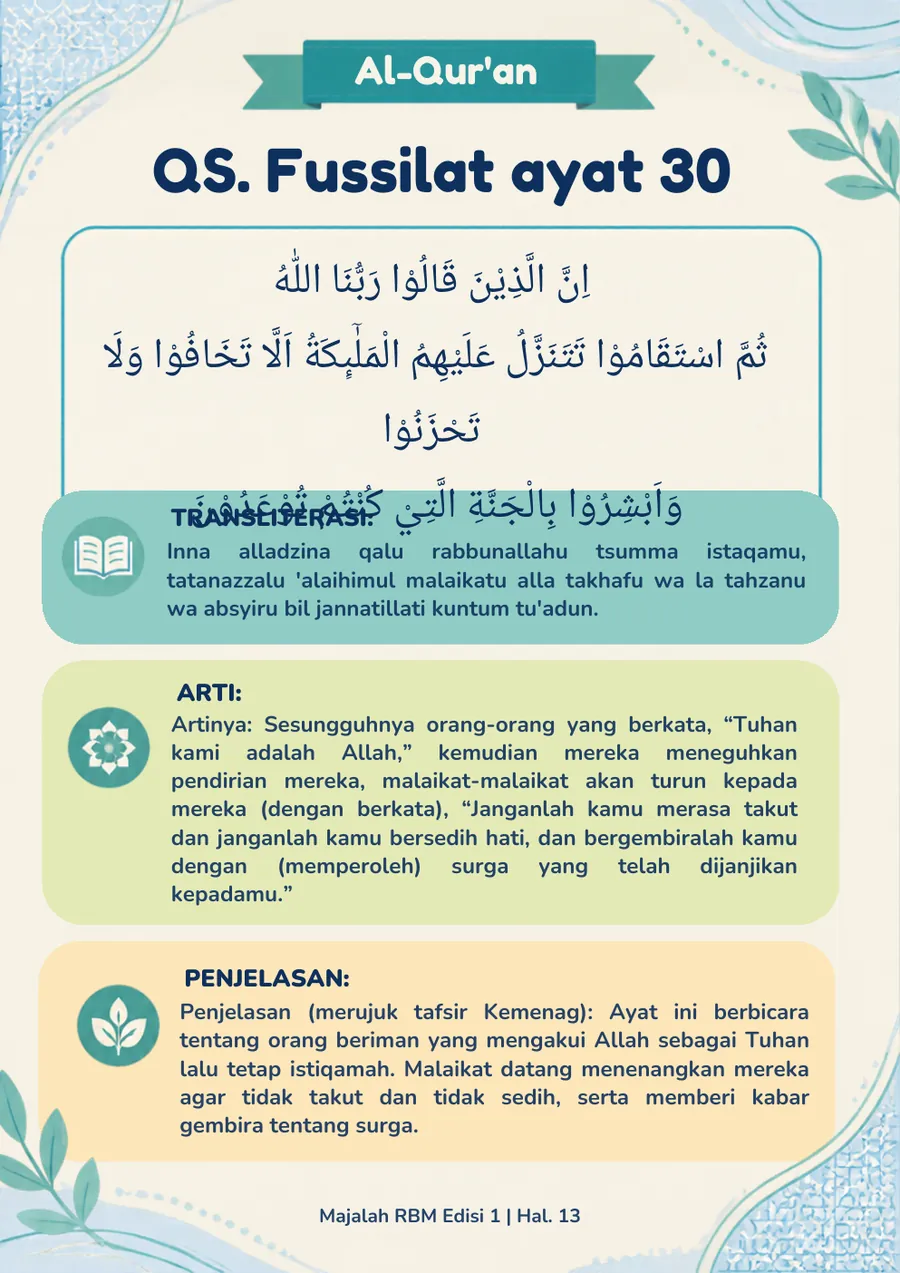 Al-Qur'an
QS. Fussilat ayat 30
اِنَّ الَّذِيْنَ قَالُوْا رَبُّنَا اللّٰهُ
ثُمَّ اسْتَقَامُوْا تَتَنَزَّلُ عَلَيْهِمُ الْمَلٰۤىِٕكَةُ اَلَّا تَخَافُوْا وَلَا
تَحْزَنُوْا
وَاَبْشِرُوْا بِالْجَنَّةِ الَّتِيْ كُنْتُمْ تُوْعَدُوْنَ
TRANSLITERASI:
Inna alladzina qalu rabbunallahu tsumma istaqamu,
tatanazzalu 'alaihimul malaikatu alla takhafu wa la tahzanu
wa absyiru bil jannatillati kuntum tu'adun.
ARTI:
Artinya: Sesungguhnya orang-orang yang berkata, “Tuhan
kami adalah Allah,” kemudian mereka meneguhkan
pendirian mereka, malaikat-malaikat akan turun kepada
mereka (dengan berkata), “Janganlah kamu merasa takut
dan janganlah kamu bersedih hati, dan bergembiralah kamu
dengan (memperoleh) surga yang telah dijanjikan
kepadamu.”
PENJELASAN:
Penjelasan (merujuk tafsir Kemenag): Ayat ini berbicara
tentang orang beriman yang mengakui Allah sebagai Tuhan
lalu tetap istiqamah. Malaikat datang menenangkan mereka
agar tidak takut dan tidak sedih, serta memberi kabar
gembira tentang surga.
Majalah RBM Edisi 1 | Hal. 13